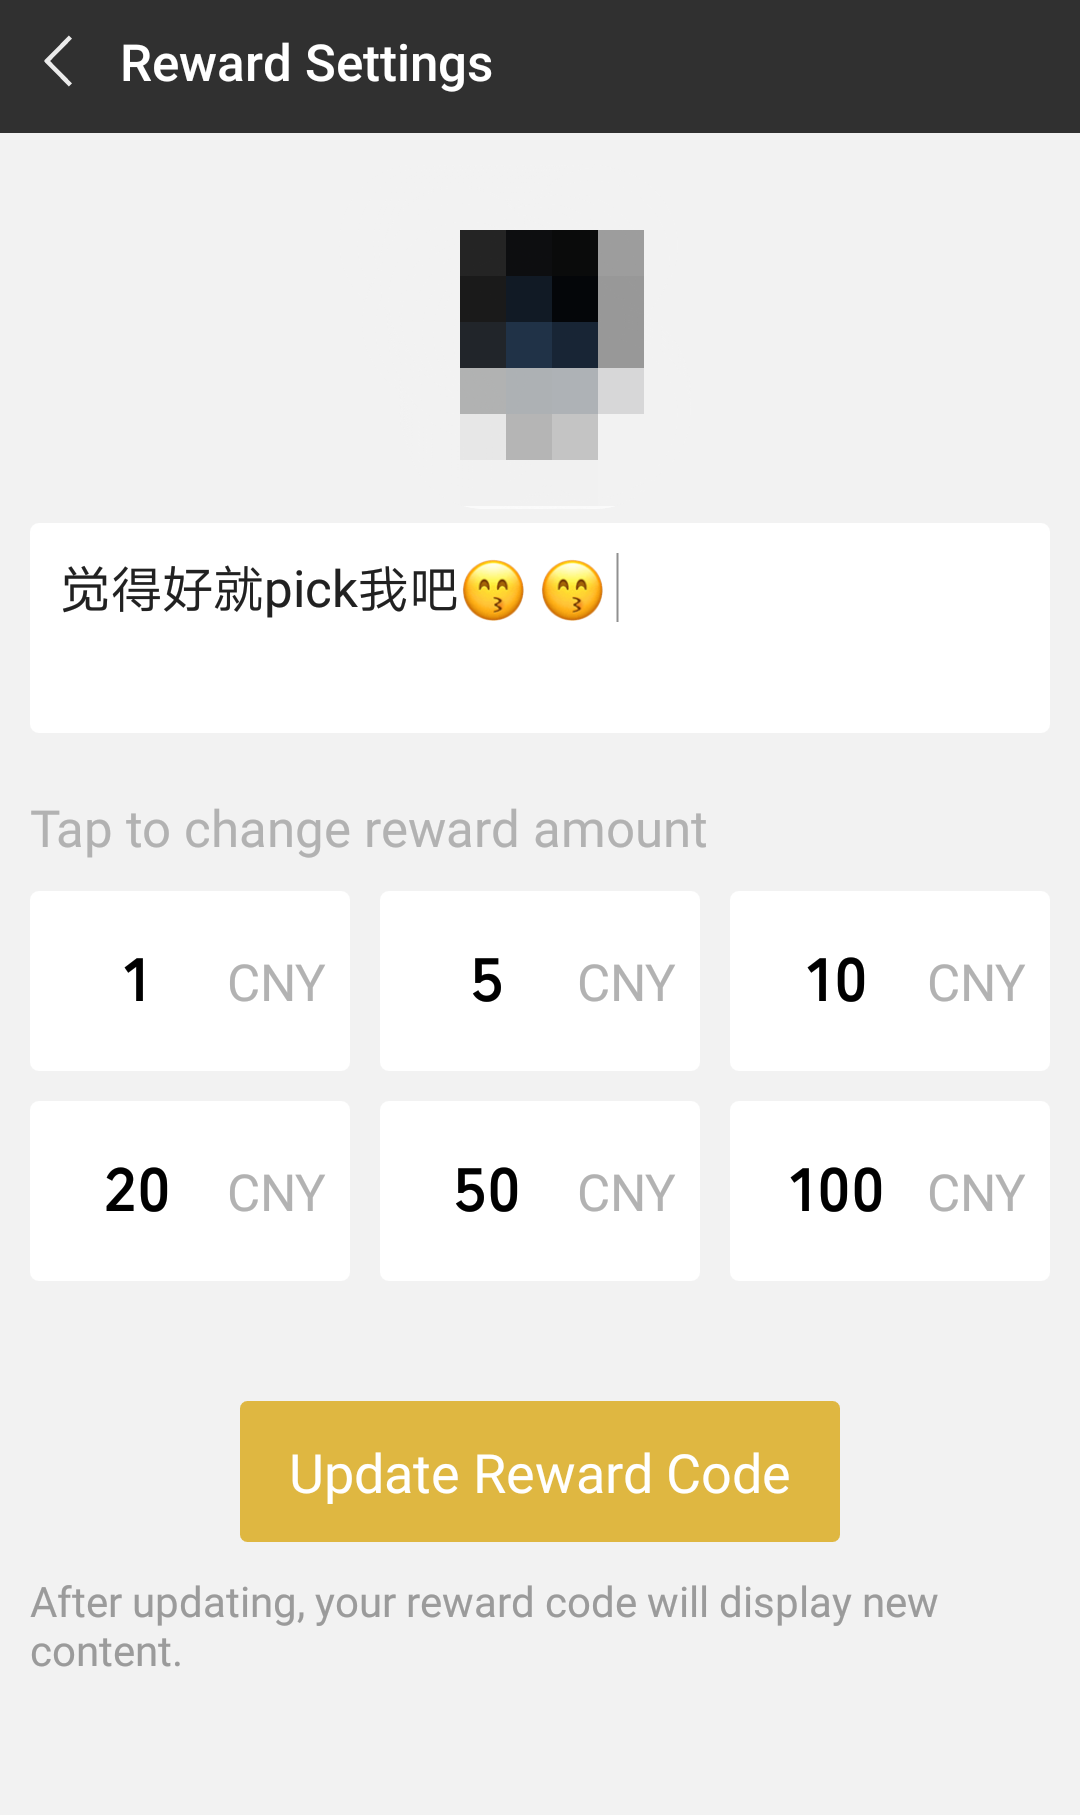 Reward Settings
觉得好就pick我吧😙 😙
Tap to change reward amount
1 CNY 5 CNY 10 CNY
20 CNY 50 CNY 100 CNY
Update Reward Code
After updating, your reward code will display new
content.